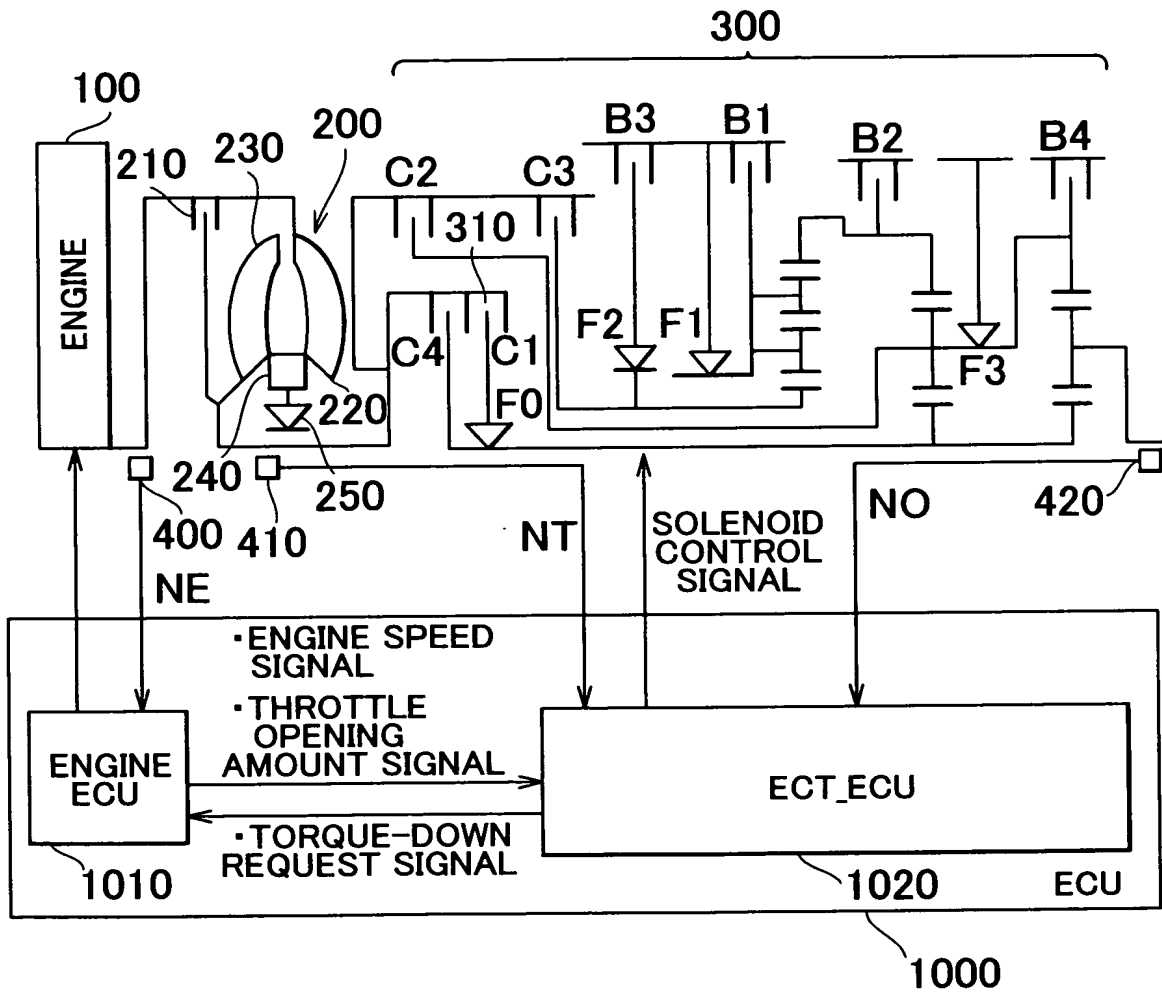 300
100
200
B3
B1
B2
B4
230
210
C2
C3
310
ENGINE
F2
F1
C4
C1
F3
F0
220
240
250
400
410
420
NE
NT
SOLENOID
CONTROL
SIGNAL
NO
・ENGINE SPEED
SIGNAL
・THROTTLE
OPENING
AMOUNT SIGNAL
ENGINE
ECU
ECT_ECU
・TORQUE-DOWN
REQUEST SIGNAL
1010
1020
ECU
1000